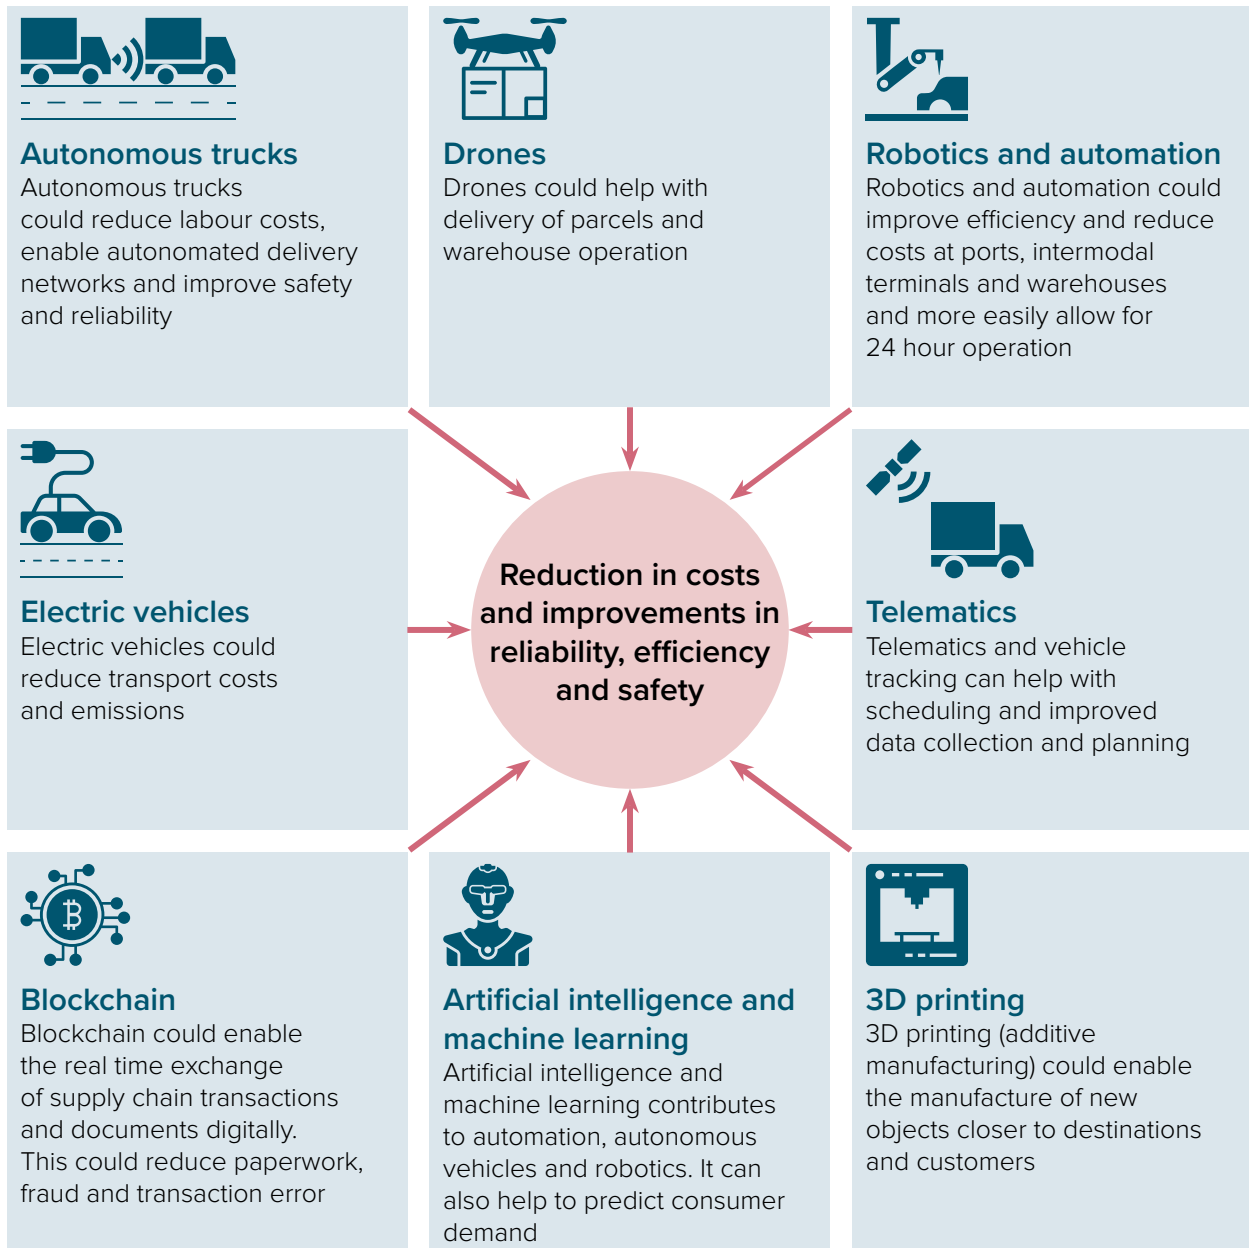 Autonomous trucks
Autonomous trucks
could reduce labour costs,
enable autonomated delivery
networks and improve safety
and reliability
Drones
Drones could help with
delivery of parcels and
warehouse operation
Robotics and automation
Robotics and automation could
improve efficiency and reduce
costs at ports, intermodal
terminals and warehouses
and more easily allow for
24 hour operation
Electric vehicles
Electric vehicles could
reduce transport costs
and emissions
Reduction in costs
and improvements in
reliability, efficiency
and safety
Telematics
Telematics and vehicle
tracking can help with
scheduling and improved
data collection and planning
Blockchain
Blockchain could enable
the real time exchange
of supply chain transactions
and documents digitally.
This could reduce paperwork,
fraud and transaction error
Artificial intelligence and
machine learning
Artificial intelligence and
machine learning contributes
to automation, autonomous
vehicles and robotics. It can
also help to predict consumer
demand
3D printing
3D printing (additive
manufacturing) could enable
the manufacture of new
objects closer to destinations
and customers